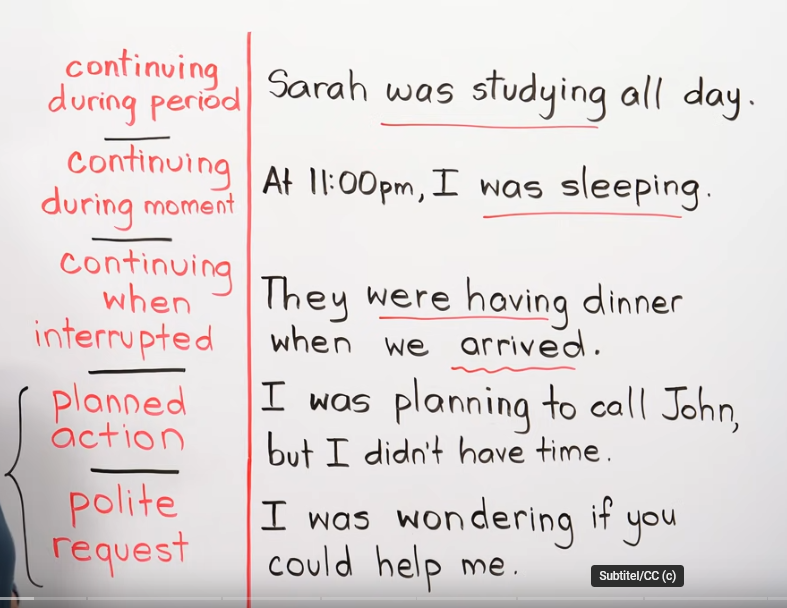 continuing
during period
Sarah was studying all day.
continuing
during moment
At 11:00pm, I was sleeping.
continuing
when
interrupted
They were having dinner
when we arrived.
planned
action
I was planning to call John,
but I didn't have time.
polite
request
I was wondering if you
could help me.
Subtitel/CC (c)